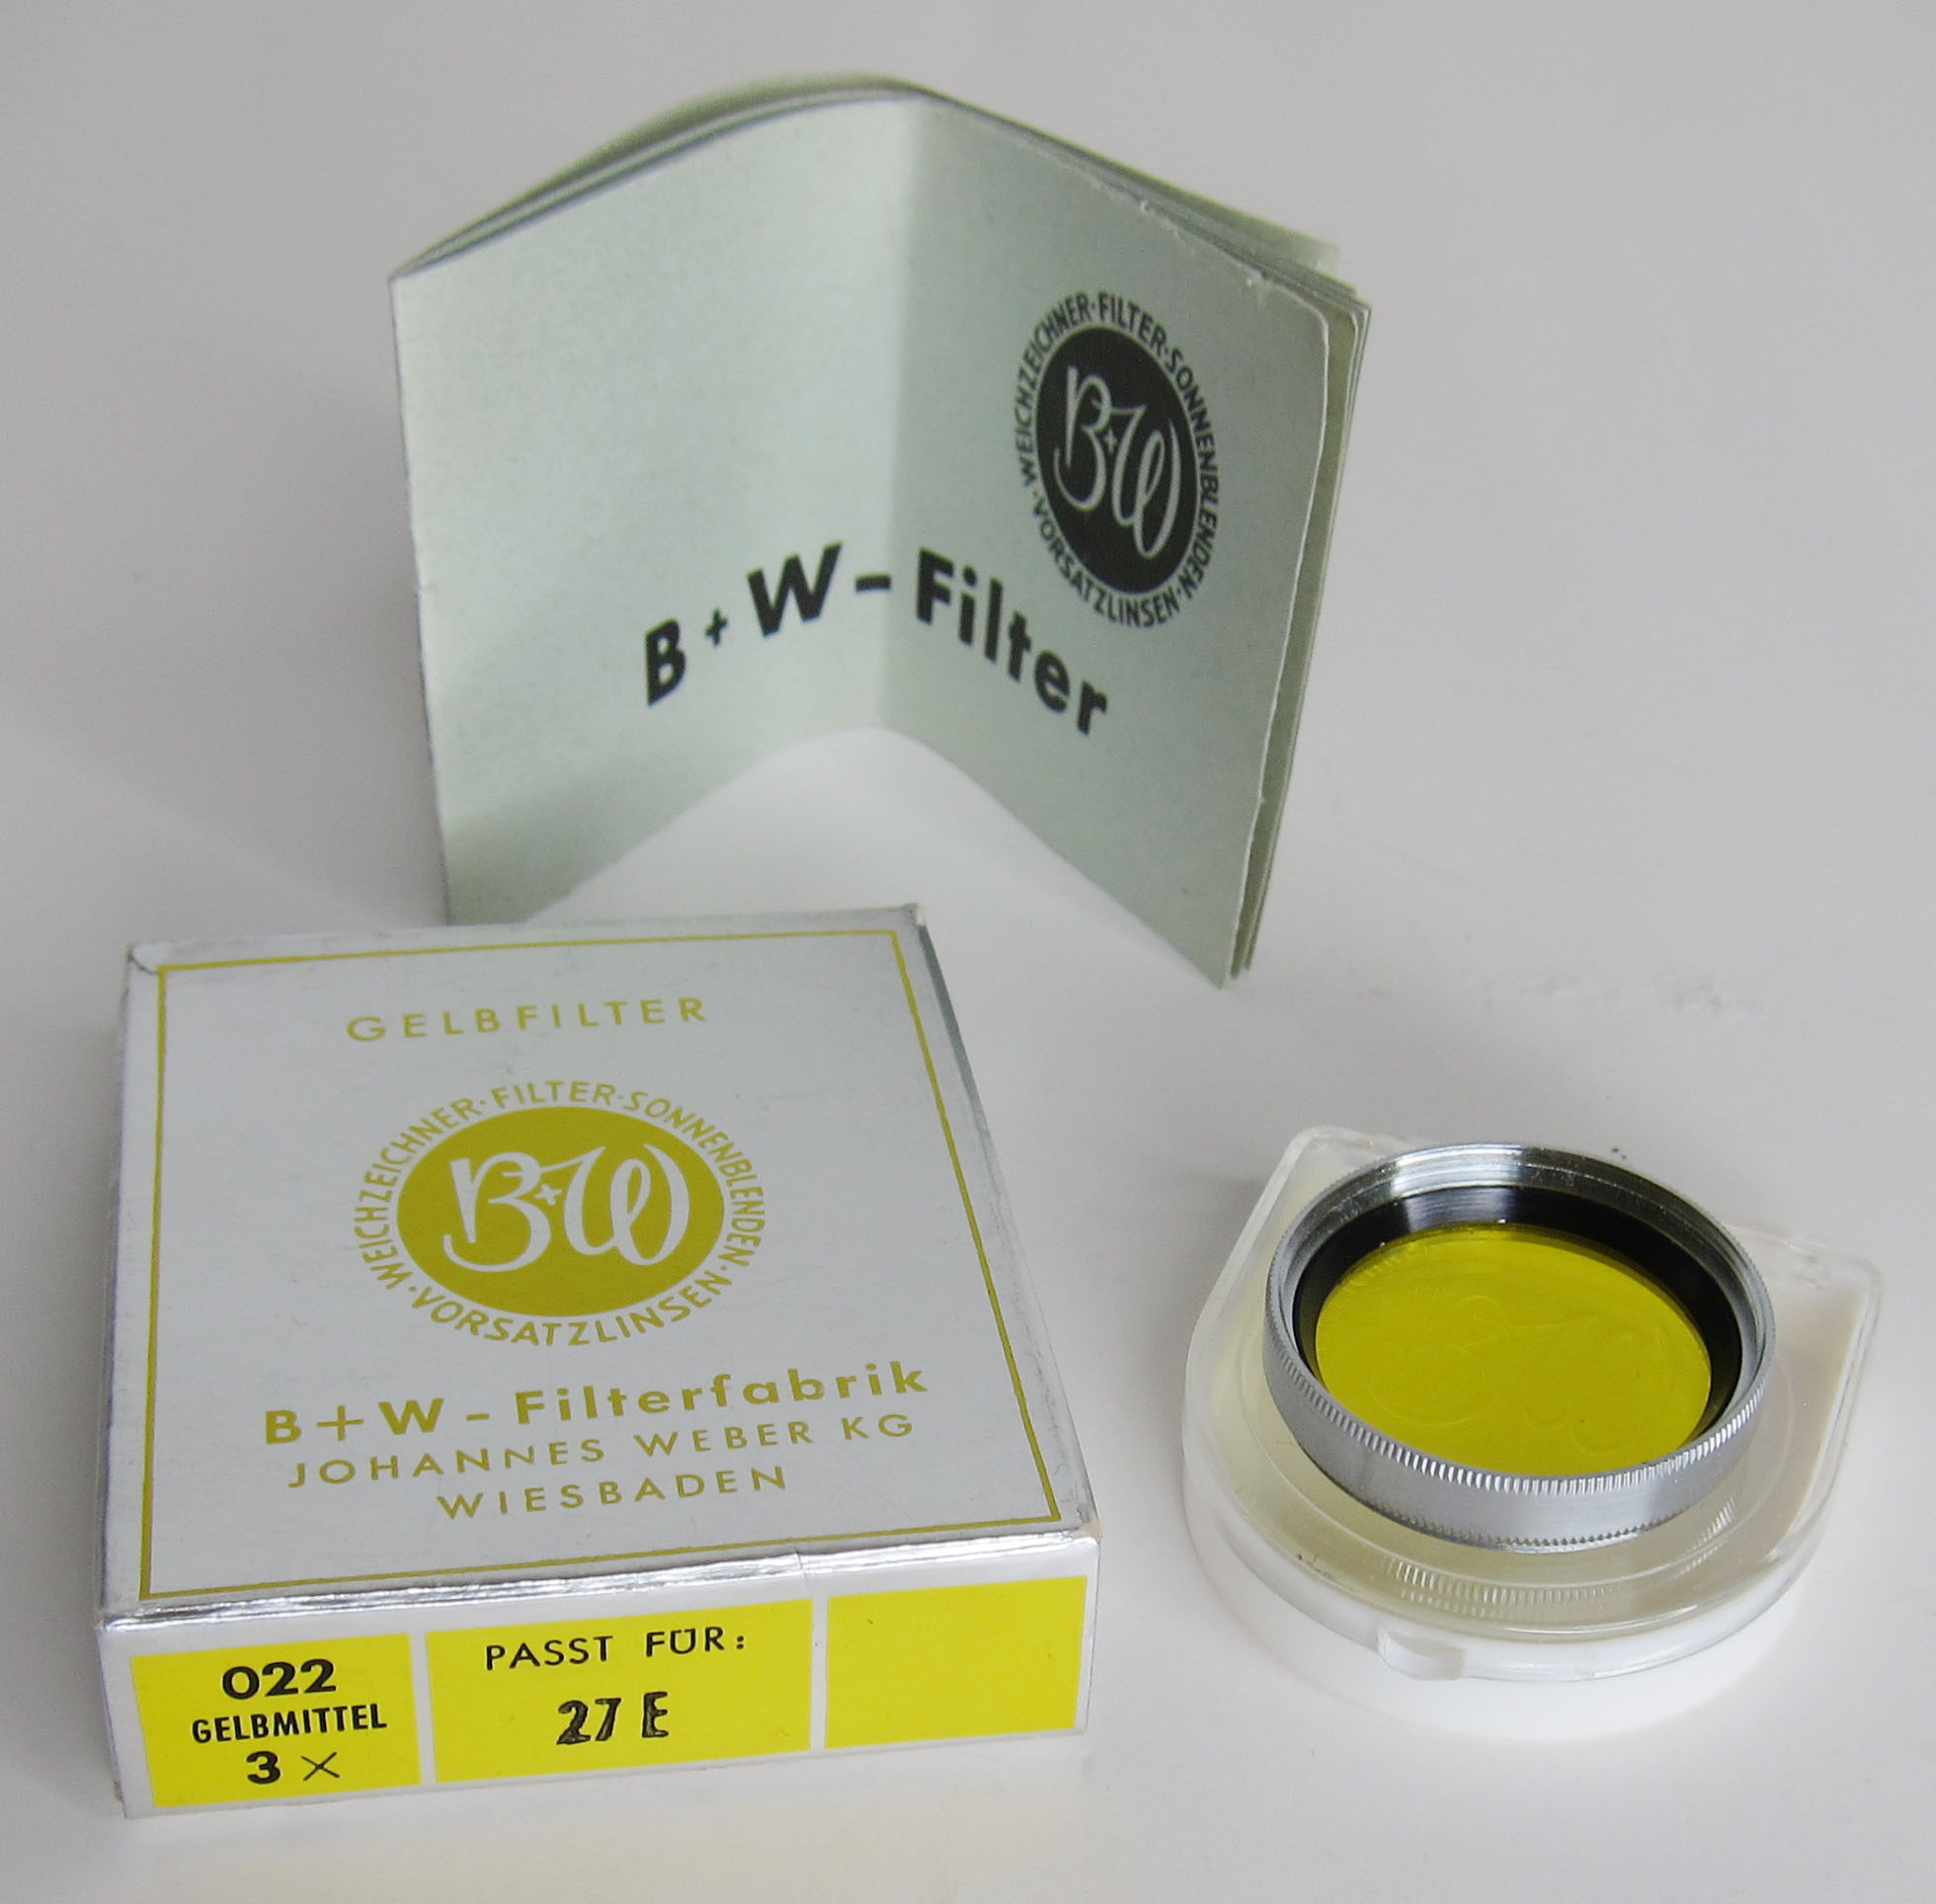 WEICHZEICHNER·FILTER·SONNENBLENDEN·VORSATZLINSEN·
B+W
B+W-Filter
GELBFILTER
WEICHZEICHNER·FILTER·SONNENBLENDEN·VORSATZLINSEN·
B+W
B+W-Filterfabrik
JOHANNES WEBER KG
WIESBADEN
022
GELBMITTEL
3×
PASST FÜR:
27 E